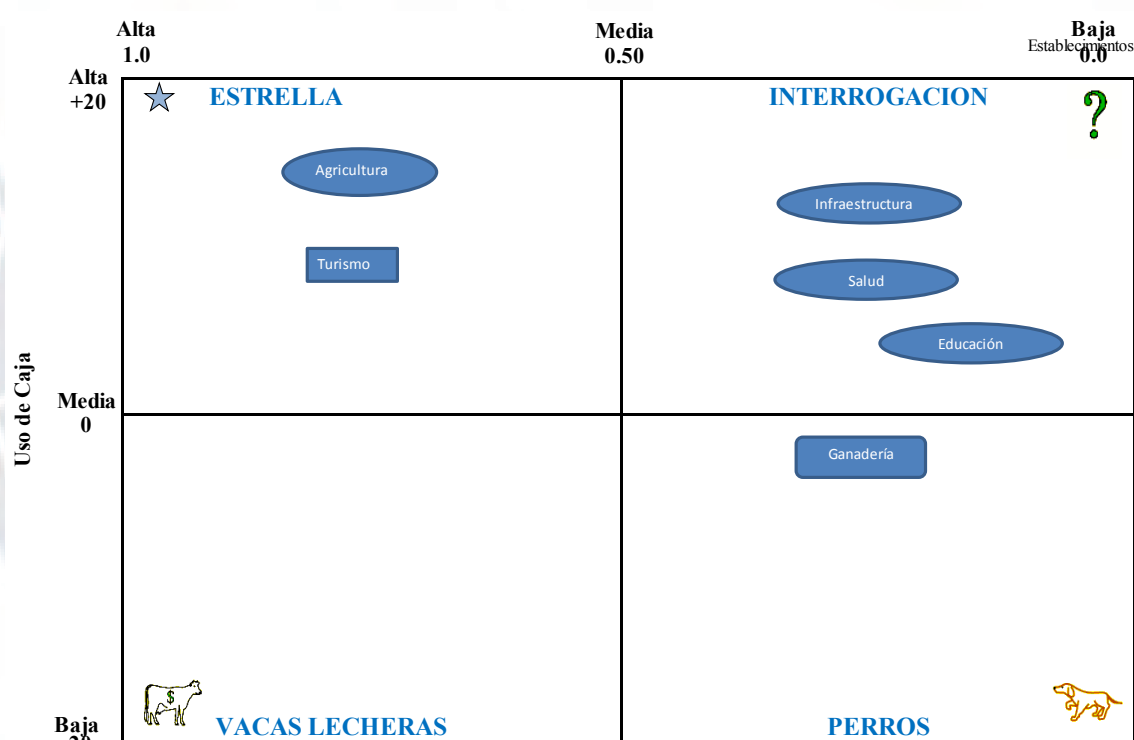 Alta
1.0
Media
0.50
Baja
0.0
Establecimientos
Alta
+20
ESTRELLA
INTERROGACION
?
Agricultura
Infraestructura
Turismo
Salud
Educación
Uso de Caja
Media
0
Ganadería
$
Baja
VACAS LECHERAS
PERROS